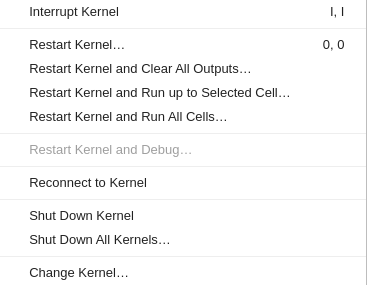 Interrupt Kernel I, I
Restart Kernel… 0, 0
Restart Kernel and Clear All Outputs…
Restart Kernel and Run up to Selected Cell…
Restart Kernel and Run All Cells…
Restart Kernel and Debug…
Reconnect to Kernel
Shut Down Kernel
Shut Down All Kernels…
Change Kernel…